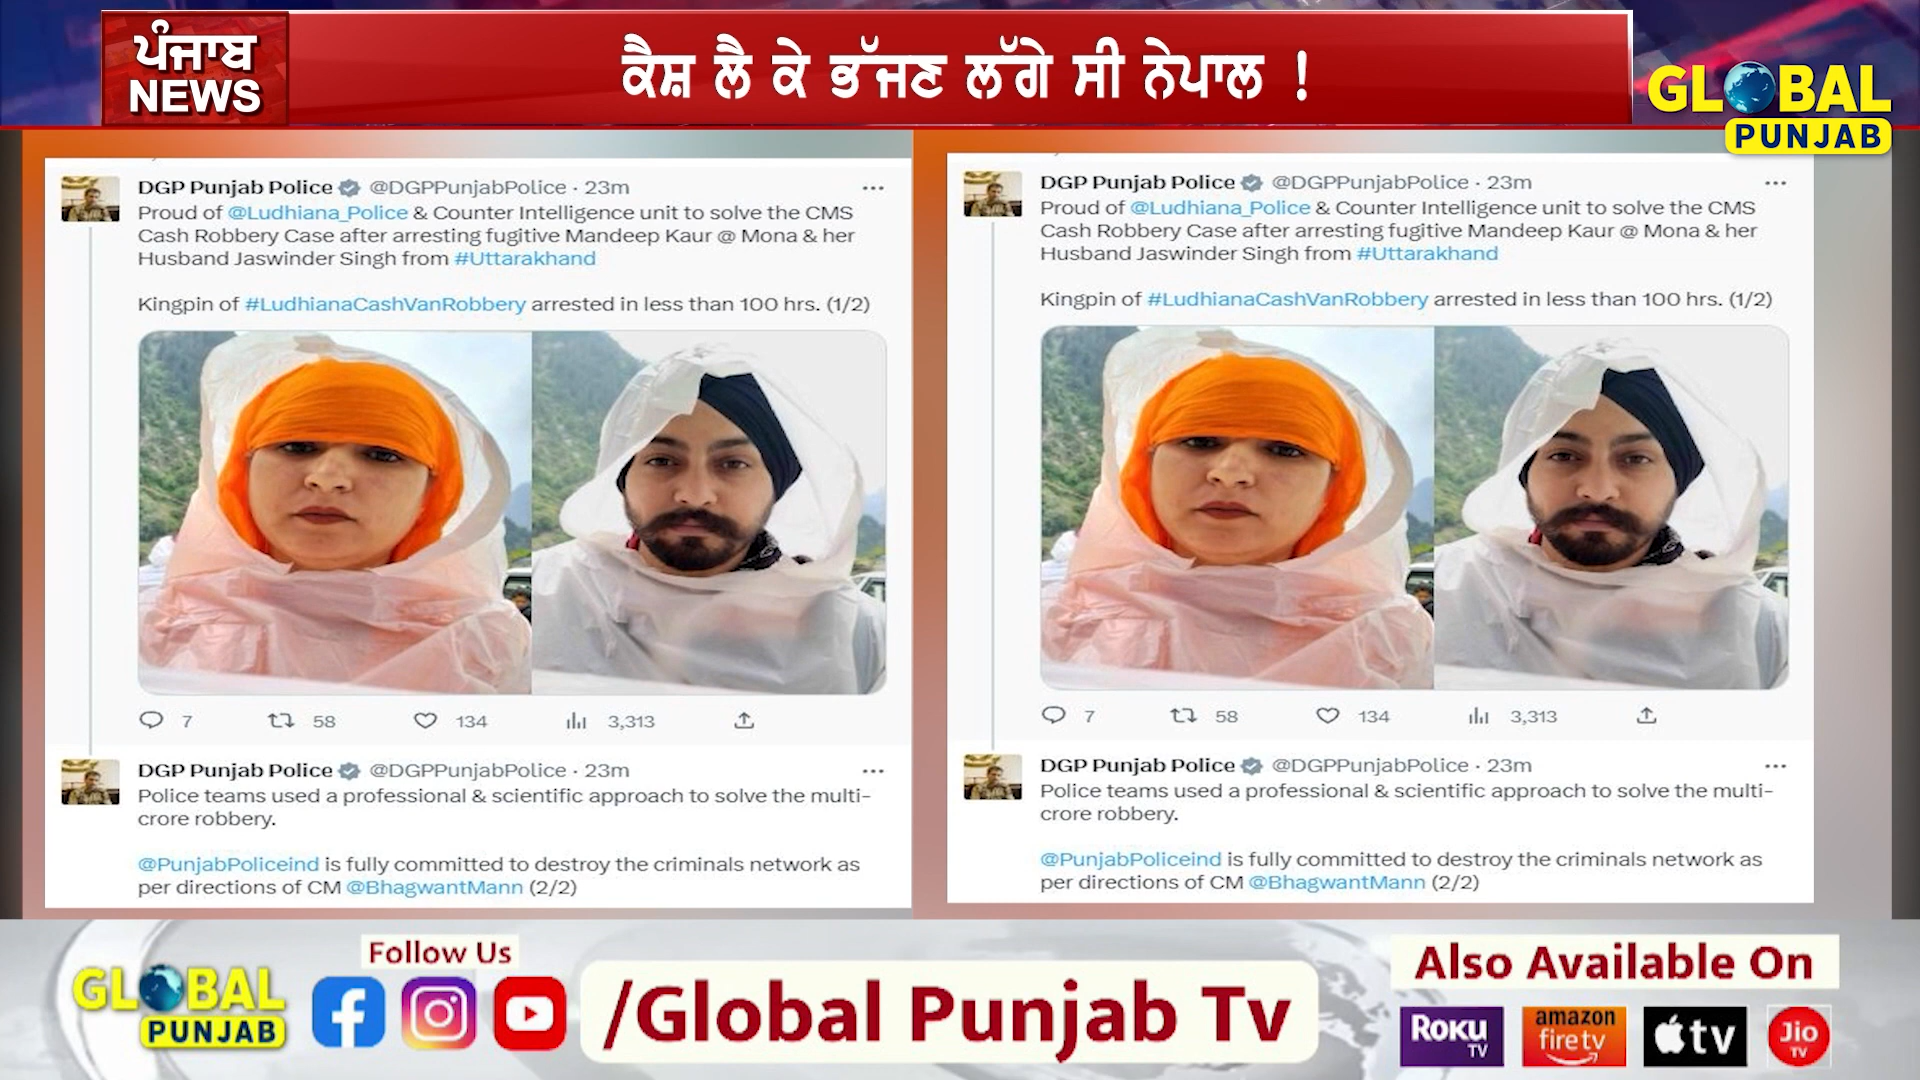 ਪੰਜਾਬ
NEWS
ਕੈਸ਼ ਲੈ ਕੇ ਭੱਜਣ ਲੱਗੇ ਸੀ ਨੇਪਾਲ !
GLOBAL
PUNJAB
DGP Punjab Police @DGPPunjabPolice · 23m
Proud of @Ludhiana_Police & Counter Intelligence unit to solve the CMS
Cash Robbery Case after arresting fugitive Mandeep Kaur @ Mona & her
Husband Jaswinder Singh from #Uttarakhand
Kingpin of #LudhianaCashVanRobbery arrested in less than 100 hrs. (1/2)
7 58 134 3,313
DGP Punjab Police @DGPPunjabPolice · 23m
Police teams used a professional & scientific approach to solve the multi-
crore robbery.
@PunjabPoliceind is fully committed to destroy the criminals network as
per directions of CM @BhagwantMann (2/2)
DGP Punjab Police @DGPPunjabPolice · 23m
Proud of @Ludhiana_Police & Counter Intelligence unit to solve the CMS
Cash Robbery Case after arresting fugitive Mandeep Kaur @ Mona & her
Husband Jaswinder Singh from #Uttarakhand
Kingpin of #LudhianaCashVanRobbery arrested in less than 100 hrs. (1/2)
7 58 134 3,313
DGP Punjab Police @DGPPunjabPolice · 23m
Police teams used a professional & scientific approach to solve the multi-
crore robbery.
@PunjabPoliceind is fully committed to destroy the criminals network as
per directions of CM @BhagwantMann (2/2)
GLOBAL
PUNJAB
Follow Us
/Global Punjab Tv
Also Available On
ROKU
TV
amazon
fire tv
tv
Jio
TV